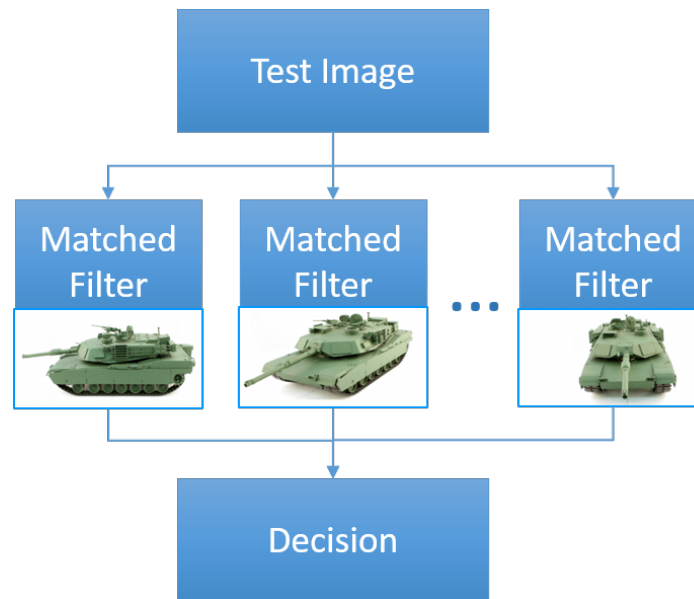 Test Image
Matched
Filter
Matched
Filter
Matched
Filter
Decision